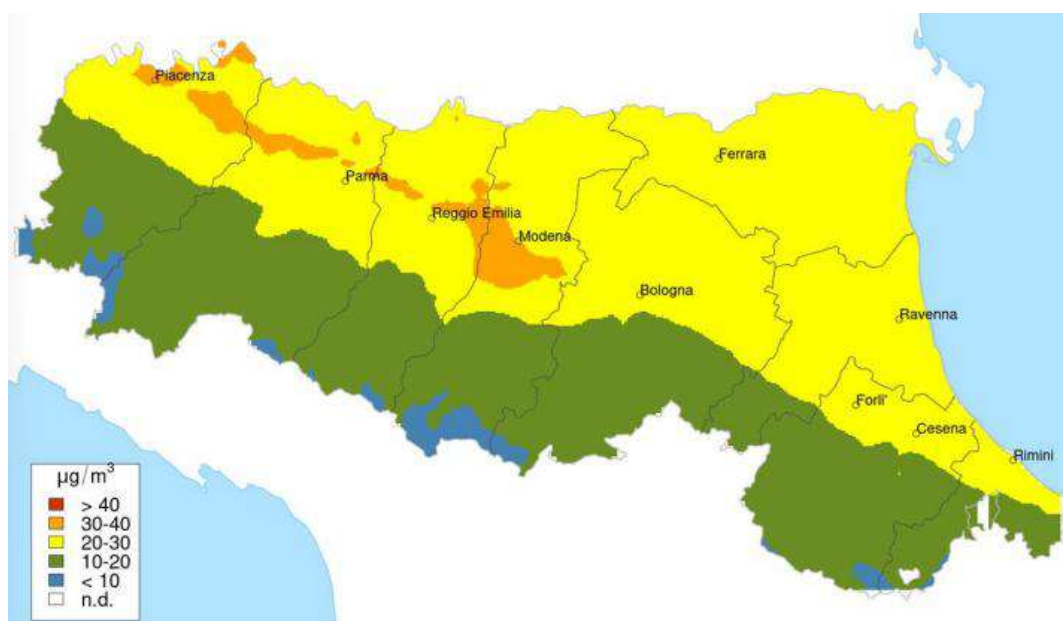 Piacenza
Ferrara
Parma
Reggio Emilia
Modena
Bologna
Ravenna
Forli'
Cesena
Rimini
µg/m³
> 40
30-40
20-30
10-20
< 10
n.d.